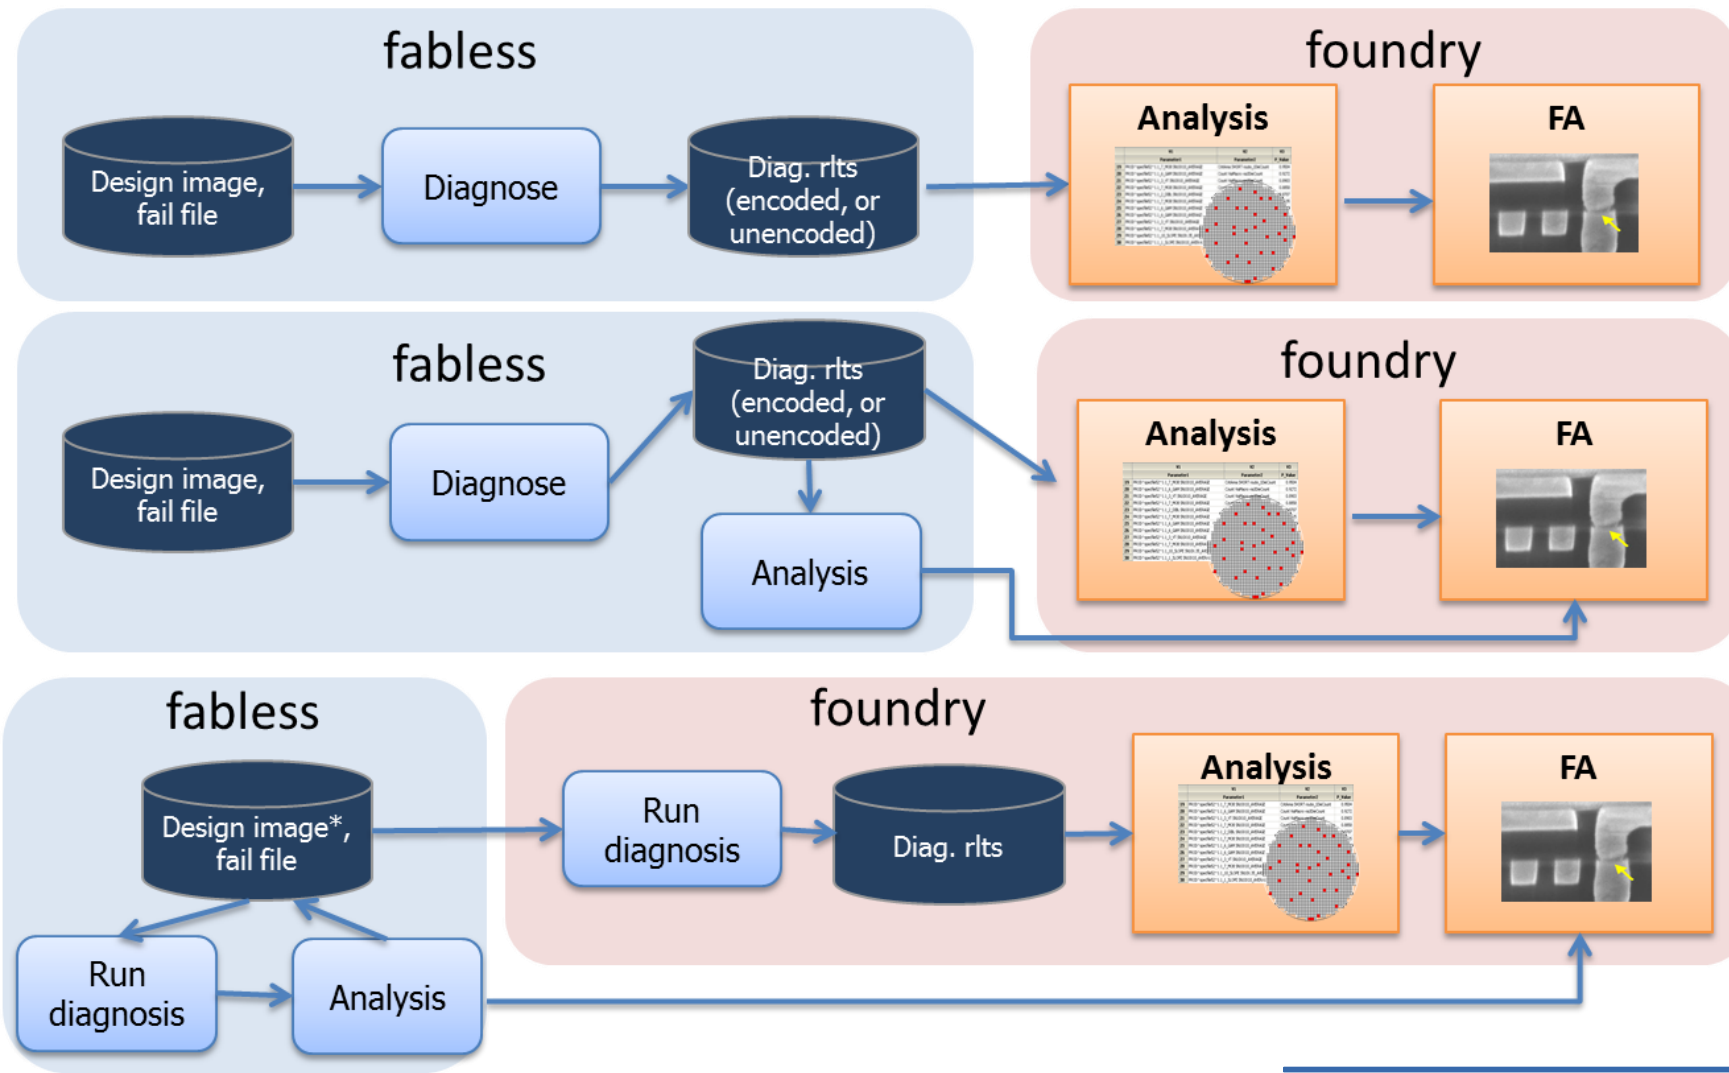 fabless
foundry
Design image,
fail file
Diagnose
Diag. rlts
(encoded, or
unencoded)
Analysis
FA
fabless
foundry
Design image,
fail file
Diagnose
Diag. rlts
(encoded, or
unencoded)
Analysis
Analysis
FA
fabless
foundry
Design image*,
fail file
Run
diagnosis
Analysis
Run
diagnosis
Diag. rlts
Analysis
FA